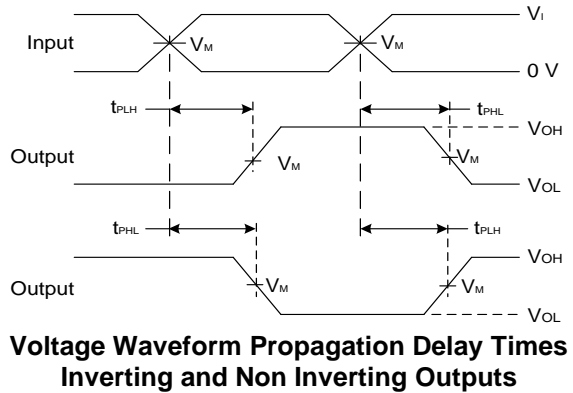 VI
Input VM VM
0 V
tPLH tPHL
VOH
Output VM VM
VOL
tPHL tPLH
VOH
Output VM VM
VOL
Voltage Waveform Propagation Delay Times
Inverting and Non Inverting Outputs